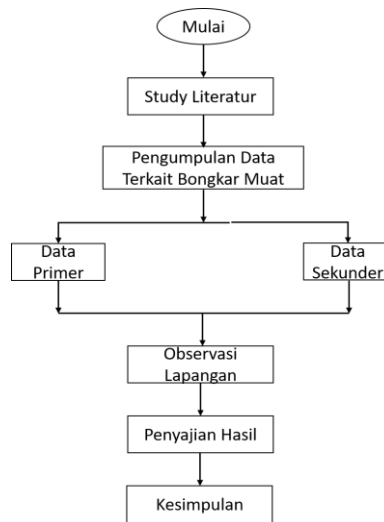 Mulai
Study Literatur
Pengumpulan Data
Terkait Bongkar Muat
Data
Primer
Data
Sekunder
Observasi
Lapangan
Penyajian Hasil
Kesimpulan